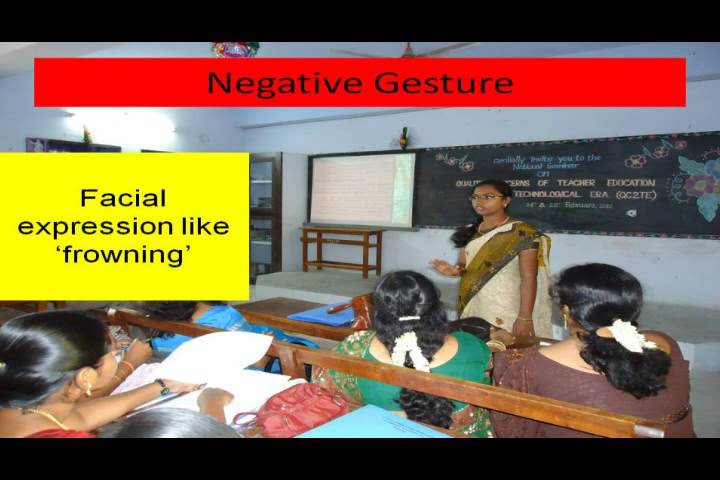 Negative Gesture
Facial
expression like
‘frowning’
cordially invite you to the
National Seminar
ON
OF TEACHER EDUCATION
TECHNOLOGICAL ERA (QC2TE)
February,